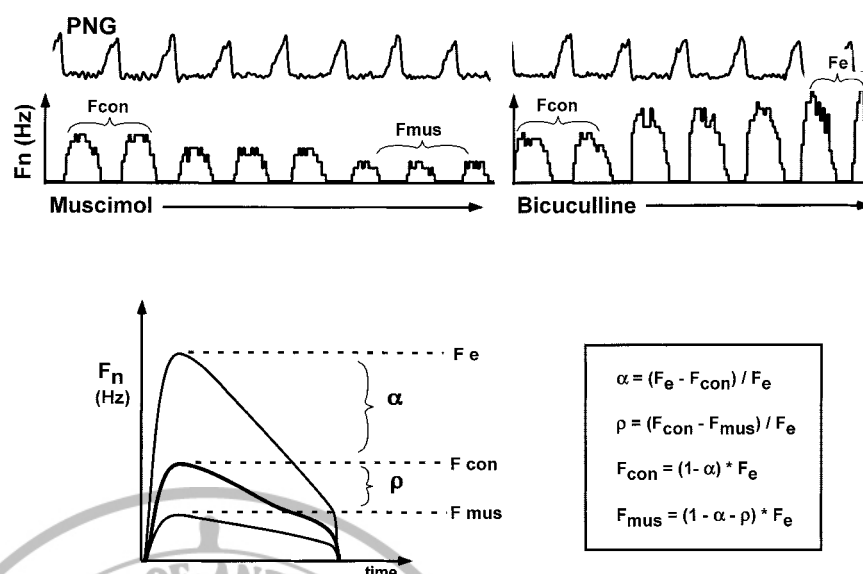 PNG
Fe
Fcon
Fmus
Fcon
Fn (Hz)
Muscimol
Bicuculline
F e
Fn
(Hz)
α
F con
ρ
F mus
time
α = (Fe - Fcon) / Fe
ρ = (Fcon - Fmus) / Fe
Fcon = (1- α) * Fe
Fmus = (1 - α - ρ) * Fe